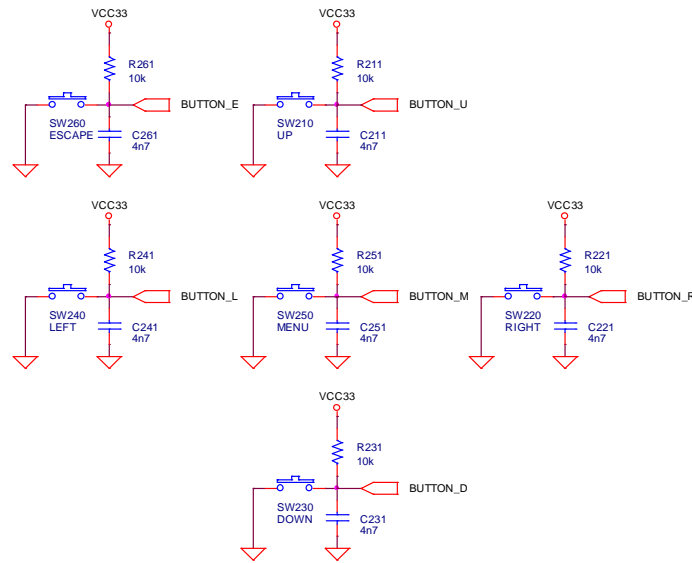 VCC33
R261
10k
BUTTON_E
SW260
ESCAPE
C261
4n7
VCC33
R211
10k
BUTTON_U
SW210
UP
C211
4n7
VCC33
R241
10k
BUTTON_L
SW240
LEFT
C241
4n7
VCC33
R251
10k
BUTTON_M
SW250
MENU
C251
4n7
VCC33
R221
10k
BUTTON_R
SW220
RIGHT
C221
4n7
VCC33
R231
10k
BUTTON_D
SW230
DOWN
C231
4n7